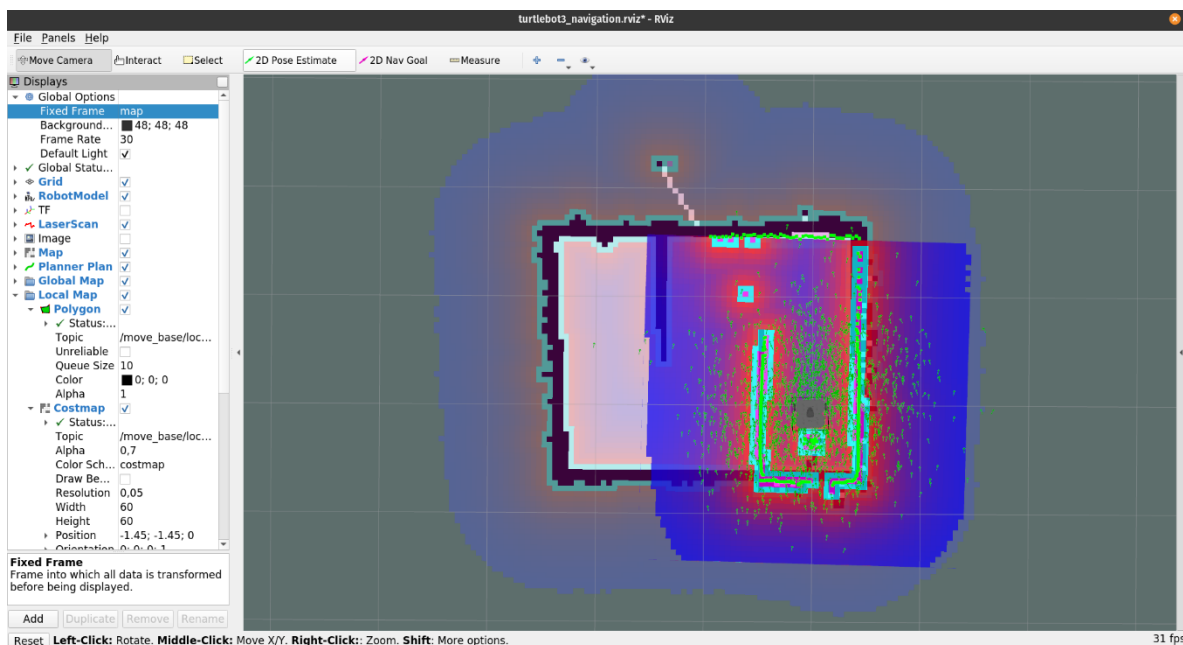 turtlebot3_navigation.rviz* - RViz
File Panels Help
Move Camera Interact Select 2D Pose Estimate 2D Nav Goal Measure
Displays
Global Options
Fixed Frame map
Background... 48; 48; 48
Frame Rate 30
Default Light
Global Statu...
Grid
RobotModel
TF
LaserScan
Image
Map
Planner Plan
Global Map
Local Map
Polygon
Status:...
Topic /move_base/loc...
Unreliable
Queue Size 10
Color 0; 0; 0
Alpha 1
Costmap
Status:...
Topic /move_base/loc...
Alpha 0,7
Color Sch... costmap
Draw Be...
Resolution 0,05
Width 60
Height 60
Position -1.45; -1.45; 0
Orientation 0; 0; 0; 1
Fixed Frame
Frame into which all data is transformed
before being displayed.
Add Duplicate Remove Rename
Reset Left-Click: Rotate. Middle-Click: Move X/Y. Right-Click:: Zoom. Shift: More options. 31 fps